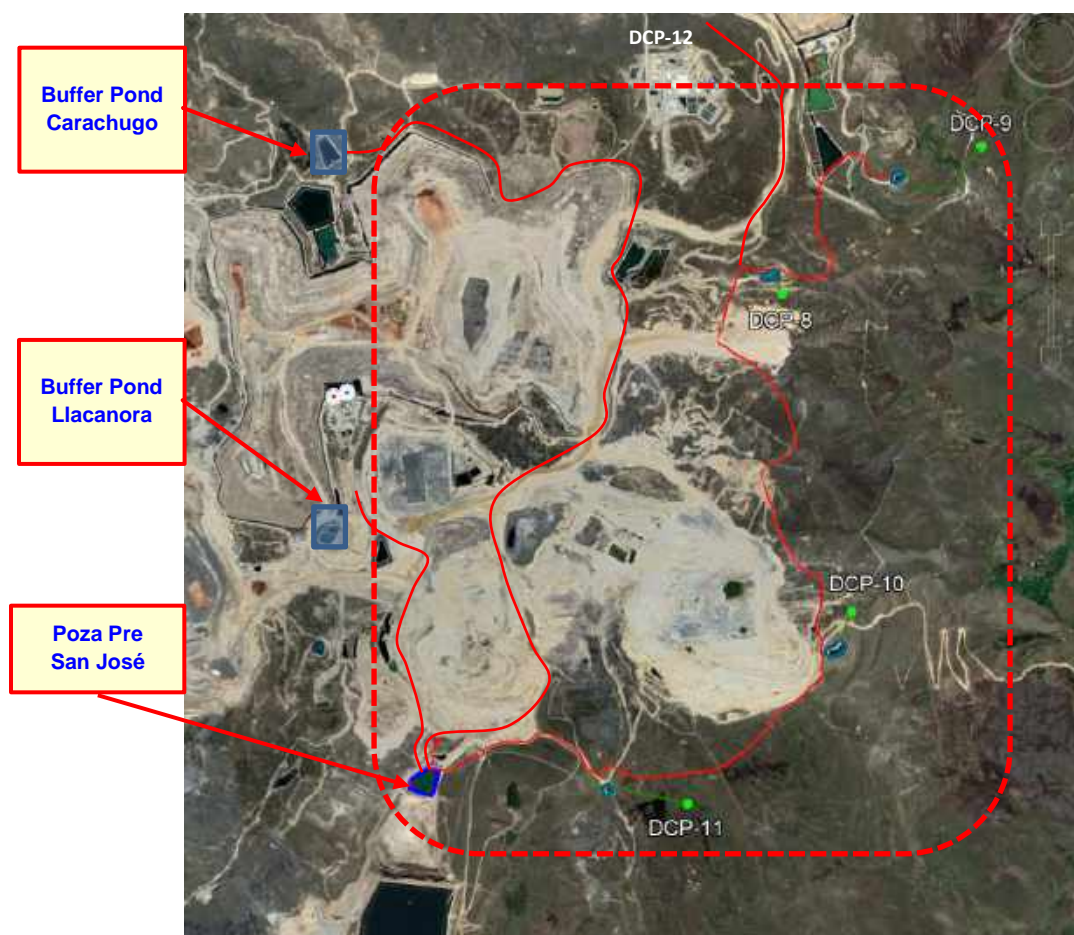 DCP-12
Buffer Pond
Carachugo
DCP-9
DCP-8
Buffer Pond
Llacanora
DCP-10
Poza Pre
San José
DCP-11